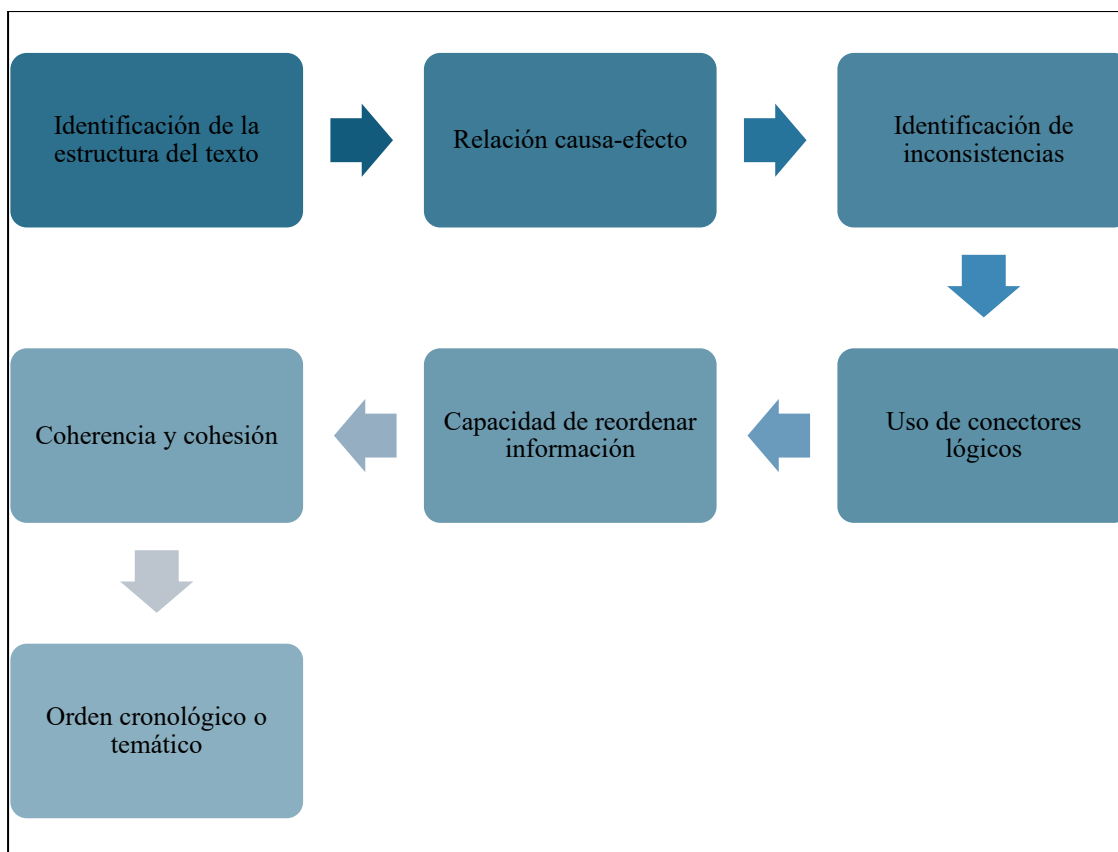 Identificación de la
estructura del texto
Relación causa-efecto
Identificación de
inconsistencias
Uso de conectores
lógicos
Capacidad de reordenar
información
Coherencia y cohesión
Orden cronológico o
temático